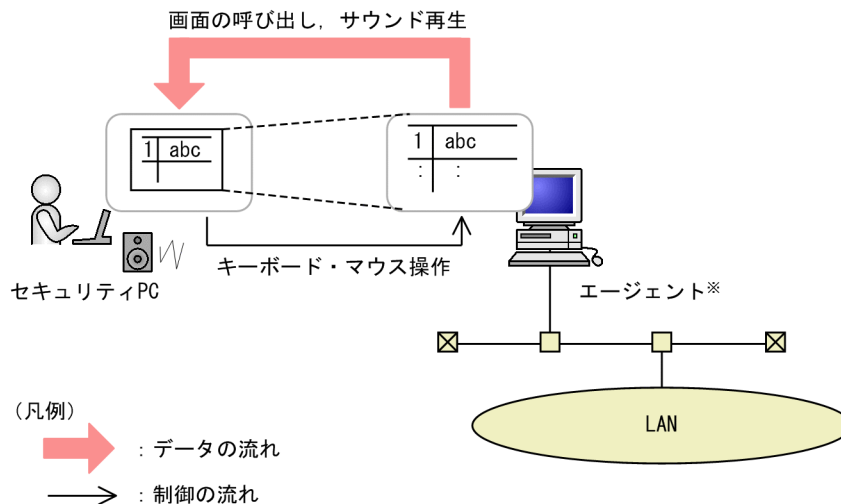 画面の呼び出し，サウンド再生
1 abc
1 abc
： ：
キーボード・マウス操作
セキュリティPC
エージェント※
LAN
（凡例）
：データの流れ
：制御の流れ